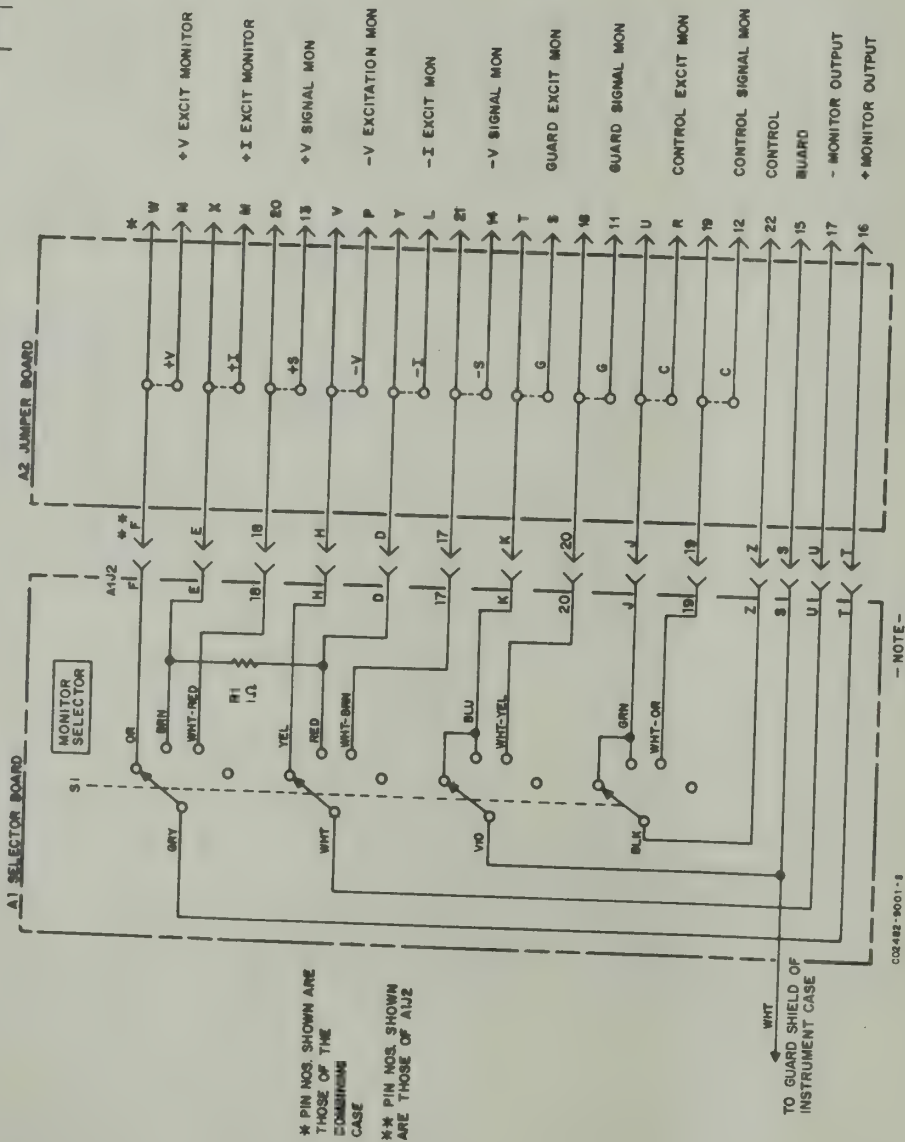 A2 JUMPER BOARD
*
W
N
X
M
20
13
V
P
Y
L
21
14
T
S
18
11
U
R
19
12
22
15
17
16
+V EXCIT MONITOR
+I EXCIT MONITOR
+V SIGNAL MON
-V EXCITATION MON
-I EXCIT MON
-V SIGNAL MON
GUARD EXCIT MON
GUARD SIGNAL MON
CONTROL EXCIT MON
CONTROL SIGNAL MON
CONTROL
GUARD
- MONITOR OUTPUT
+ MONITOR OUTPUT
+V
+I
+S
-V
-I
-S
G
G
C
C
**
F
E
18
H
D
17
K
20
J
19
Z
S
U
T
A1 SELECTOR BOARD
A1J2
F
E
18
H
D
17
K
20
J
19
Z
S
U
T
MONITOR
SELECTOR
S1
OR
BRN
WHT-RED
GRY
R1
1Ω
YEL
RED
WHT-BRN
WHT
BLU
WHT-YEL
VIO
GRN
WHT-OR
BLK
* PIN NOS. SHOWN ARE
THOSE OF THE
COMBINING
CASE
** PIN NOS. SHOWN
ARE THOSE OF A1J2
WHT
TO GUARD SHIELD OF
INSTRUMENT CASE
C02482-9001-S
- NOTE -